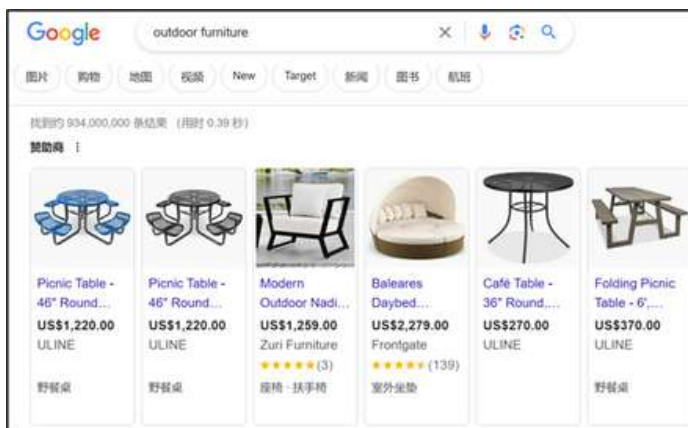 Google
outdoor furniture
图片 购物 地图 视频 New Target 新闻 图书 航班
找到约 934,000,000 条结果 (用时 0.39 秒)
赞助商
Picnic Table -
46" Round...
US$1,220.00
ULINE
野餐桌
Picnic Table -
46" Round...
US$1,220.00
ULINE
野餐桌
Modern
Outdoor Nadi...
US$1,259.00
Zuri Furniture
(3)
座椅 · 扶手椅
Baleares
Daybed...
US$2,279.00
Frontgate
(139)
室外坐垫
Café Table -
36" Round,...
US$270.00
ULINE
Folding Picnic
Table - 6',...
US$370.00
ULINE
野餐桌